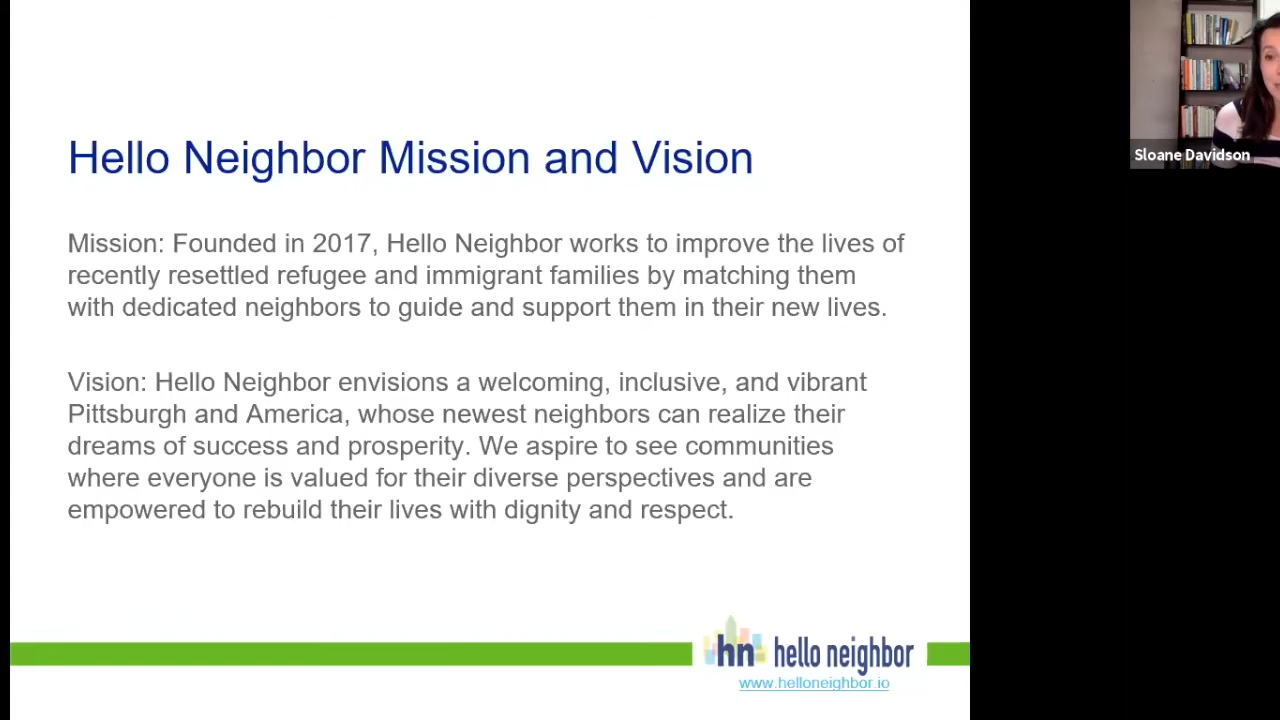 Hello Neighbor Mission and Vision
Mission: Founded in 2017, Hello Neighbor works to improve the lives of
recently resettled refugee and immigrant families by matching them
with dedicated neighbors to guide and support them in their new lives.
Vision: Hello Neighbor envisions a welcoming, inclusive, and vibrant
Pittsburgh and America, whose newest neighbors can realize their
dreams of success and prosperity. We aspire to see communities
where everyone is valued for their diverse perspectives and are
empowered to rebuild their lives with dignity and respect.
hn hello neighbor
www.helloneighbor.io
Sloane Davidson